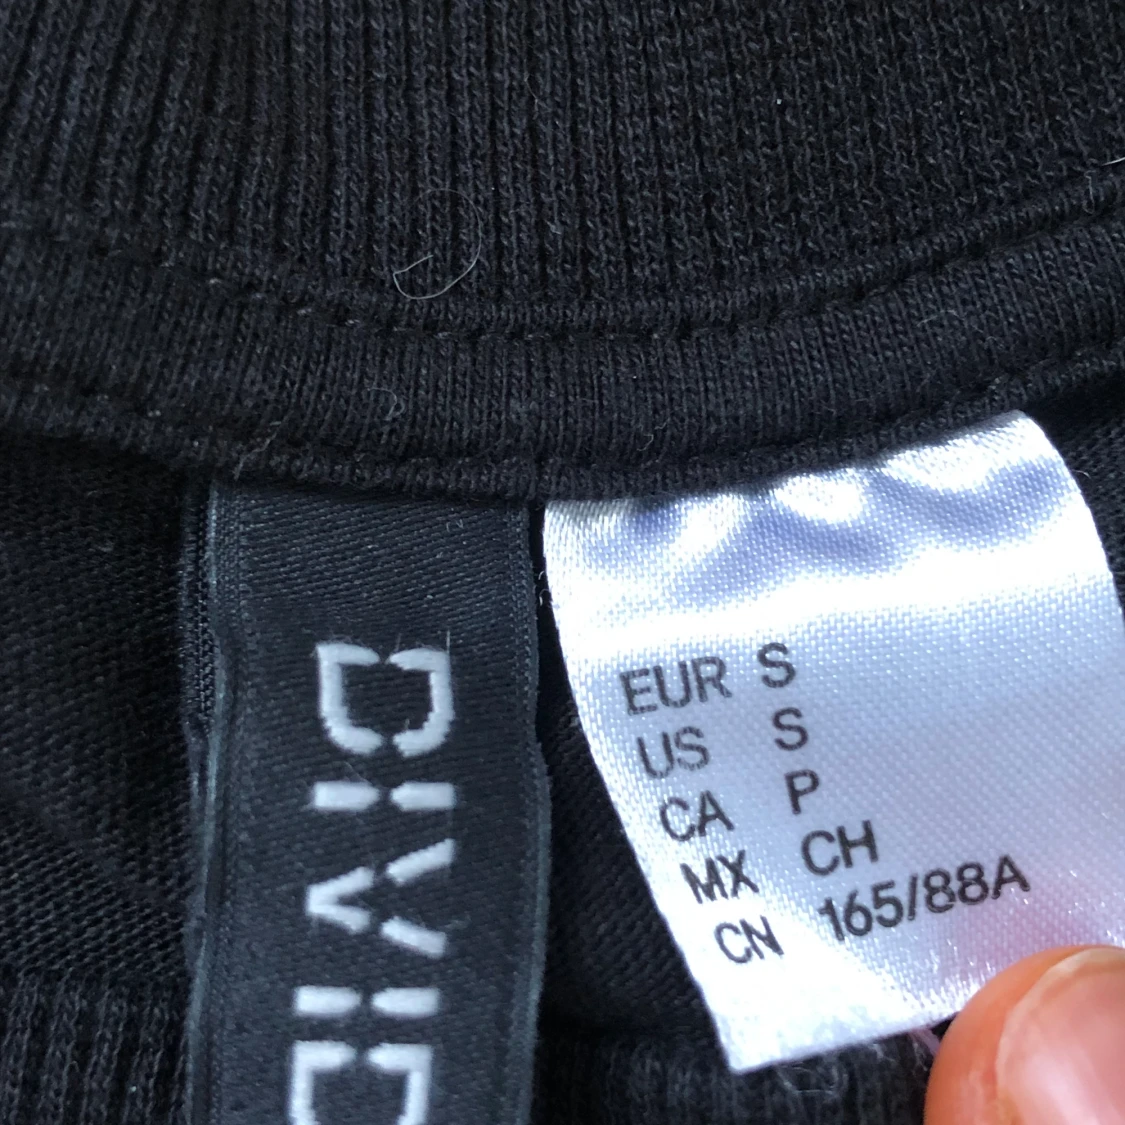 DIVID
EUR S
US S
CA P
MX CH
CN 165/88A